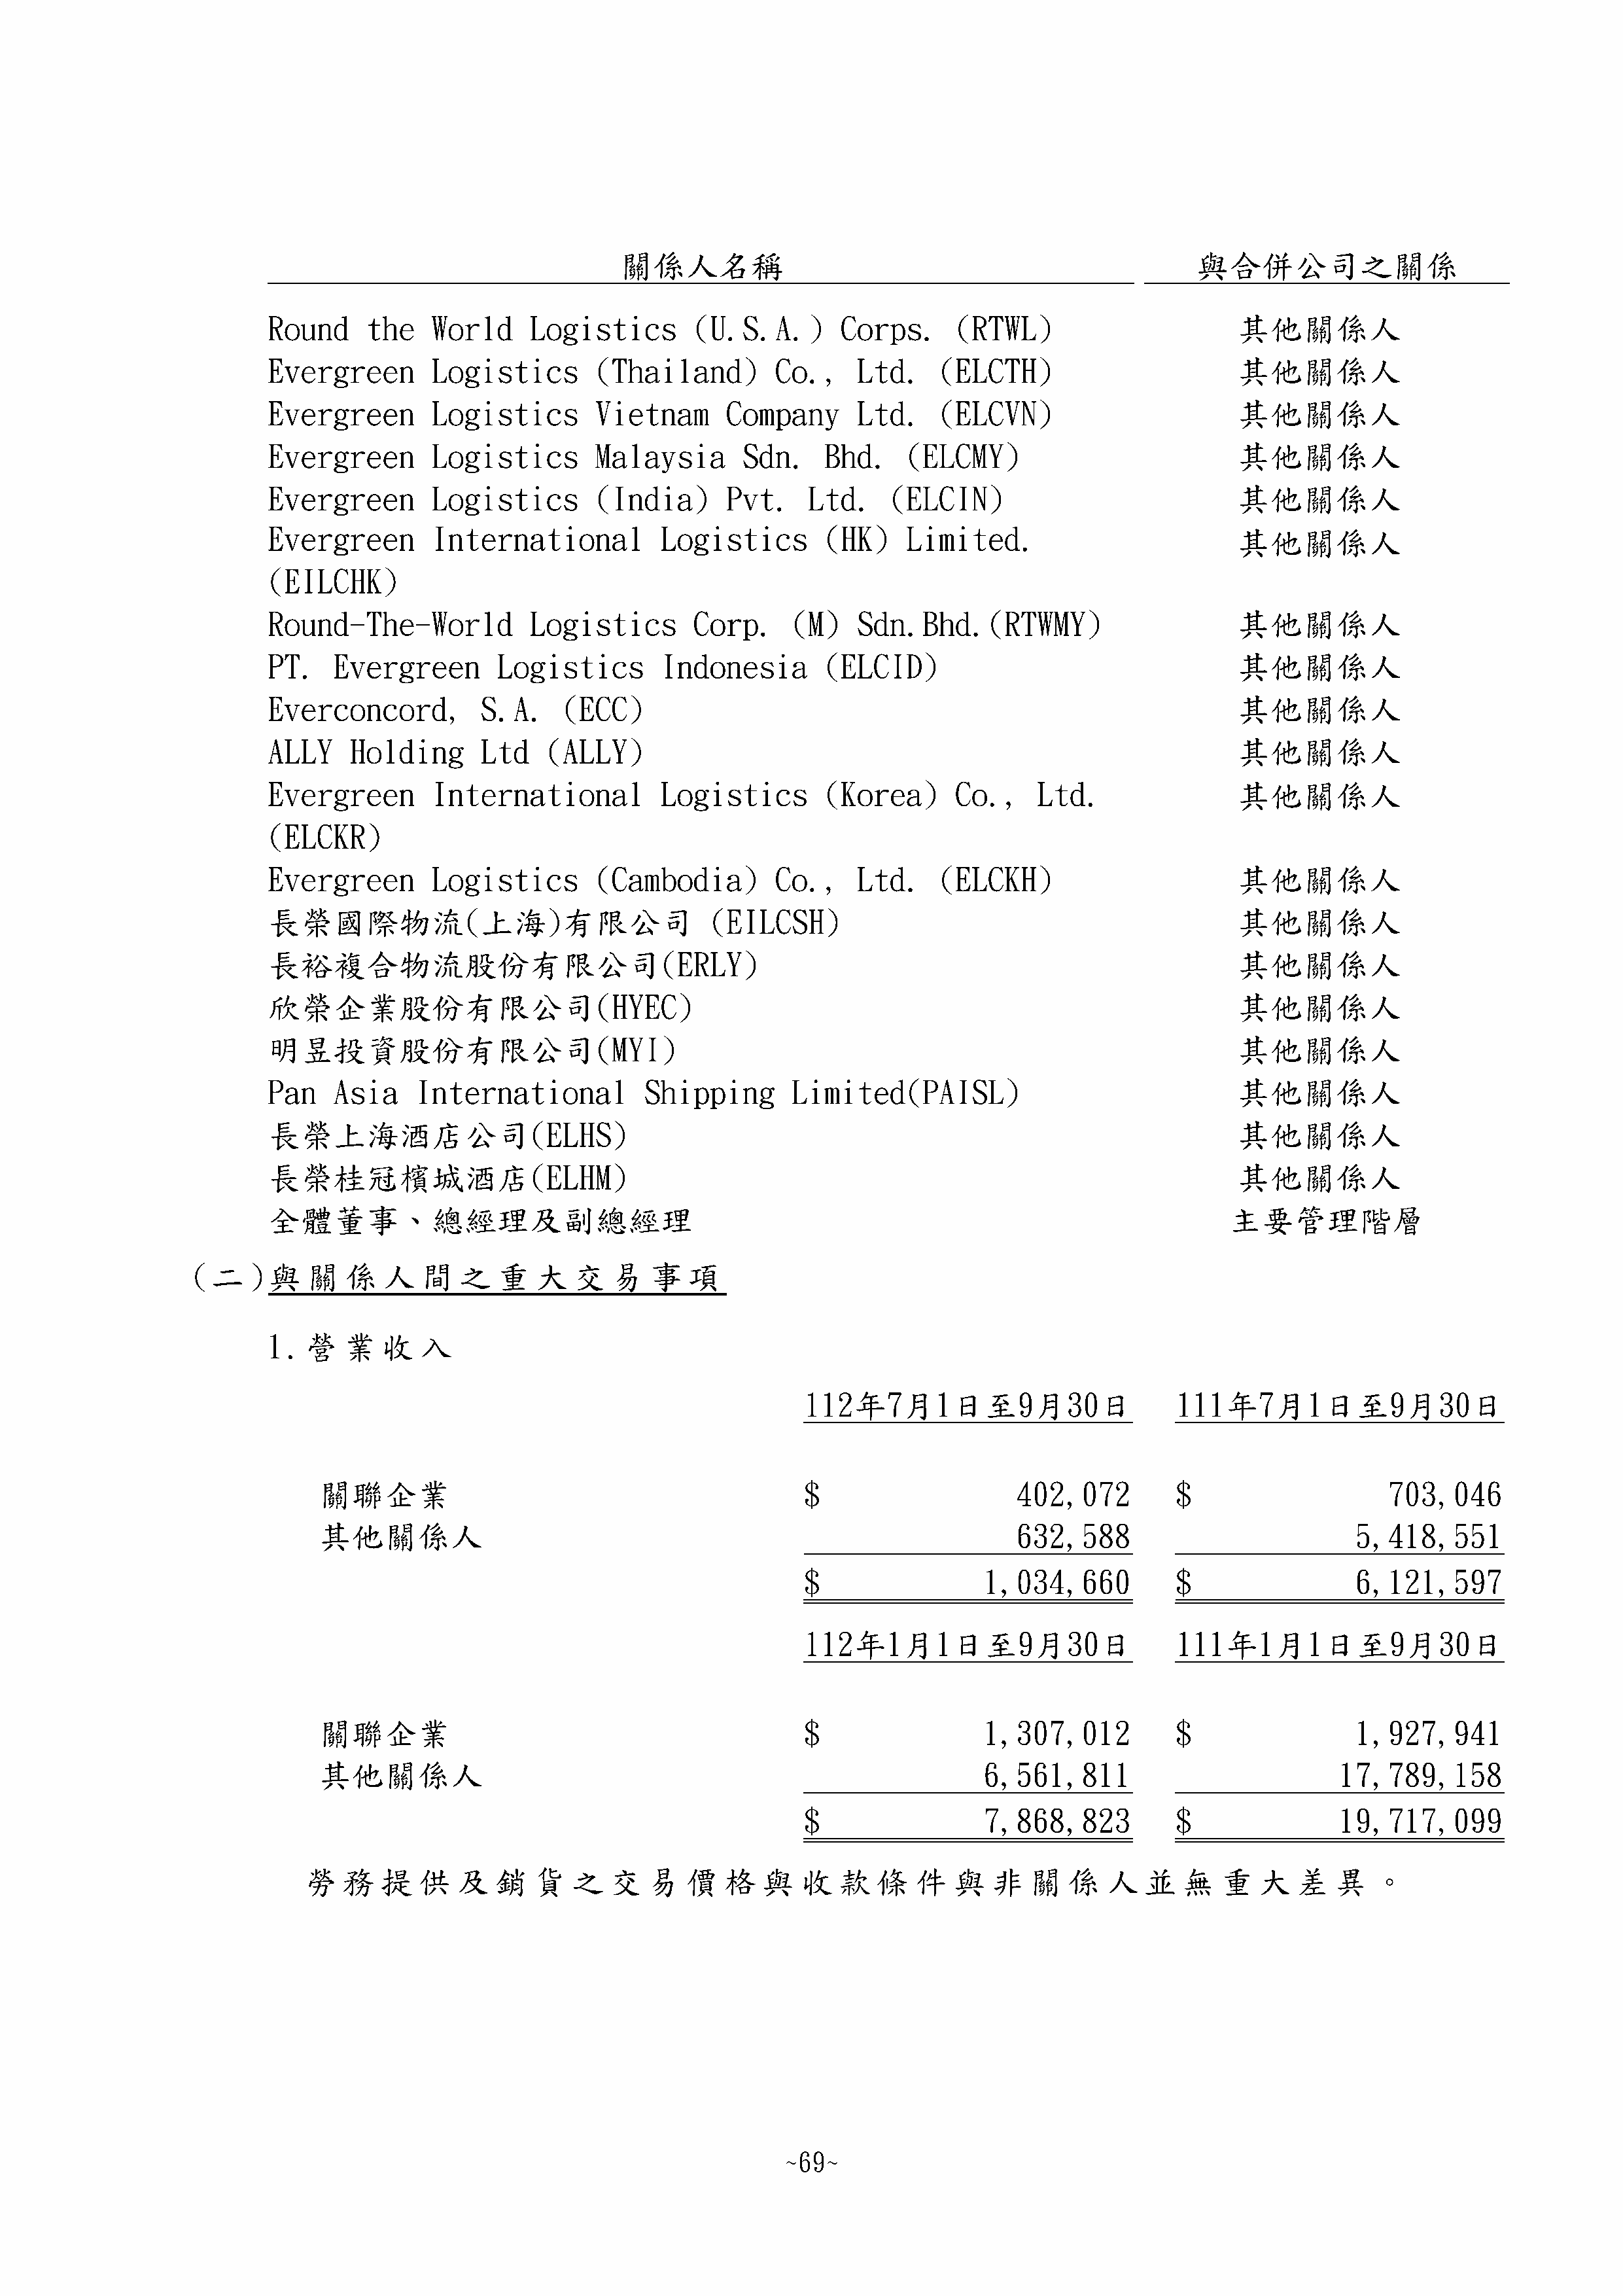 關係人名稱 與合併公司之關係
Round the World Logistics (U.S.A.) Corps. (RTWL) 其他關係人
Evergreen Logistics (Thailand) Co., Ltd. (ELCTH) 其他關係人
Evergreen Logistics Vietnam Company Ltd. (ELCVN) 其他關係人
Evergreen Logistics Malaysia Sdn. Bhd. (ELCMY) 其他關係人
Evergreen Logistics (India) Pvt. Ltd. (ELCIN) 其他關係人
Evergreen International Logistics (HK) Limited. 其他關係人
(EILCHK)
Round-The-World Logistics Corp. (M) Sdn.Bhd.(RTWMY) 其他關係人
PT. Evergreen Logistics Indonesia (ELCID) 其他關係人
Everconcord, S.A. (ECC) 其他關係人
ALLY Holding Ltd (ALLY) 其他關係人
Evergreen International Logistics (Korea) Co., Ltd. 其他關係人
(ELCKR)
Evergreen Logistics (Cambodia) Co., Ltd. (ELCKH) 其他關係人
長榮國際物流(上海)有限公司 (EILCSH) 其他關係人
長裕複合物流股份有限公司(ERLY) 其他關係人
欣榮企業股份有限公司(HYEC) 其他關係人
明昱投資股份有限公司(MYI) 其他關係人
Pan Asia International Shipping Limited(PAISL) 其他關係人
長榮上海酒店公司(ELHS) 其他關係人
長榮桂冠檳城酒店(ELHM) 其他關係人
全體董事、總經理及副總經理 主要管理階層
(二)與關係人間之重大交易事項
1.營業收入
112年7月1日至9月30日 111年7月1日至9月30日
關聯企業 $ 402,072 $ 703,046
其他關係人 632,588 5,418,551
$ 1,034,660 $ 6,121,597
112年1月1日至9月30日 111年1月1日至9月30日
關聯企業 $ 1,307,012 $ 1,927,941
其他關係人 6,561,811 17,789,158
$ 7,868,823 $ 19,717,099
勞務提供及銷貨之交易價格與收款條件與非關係人並無重大差異。
~69~